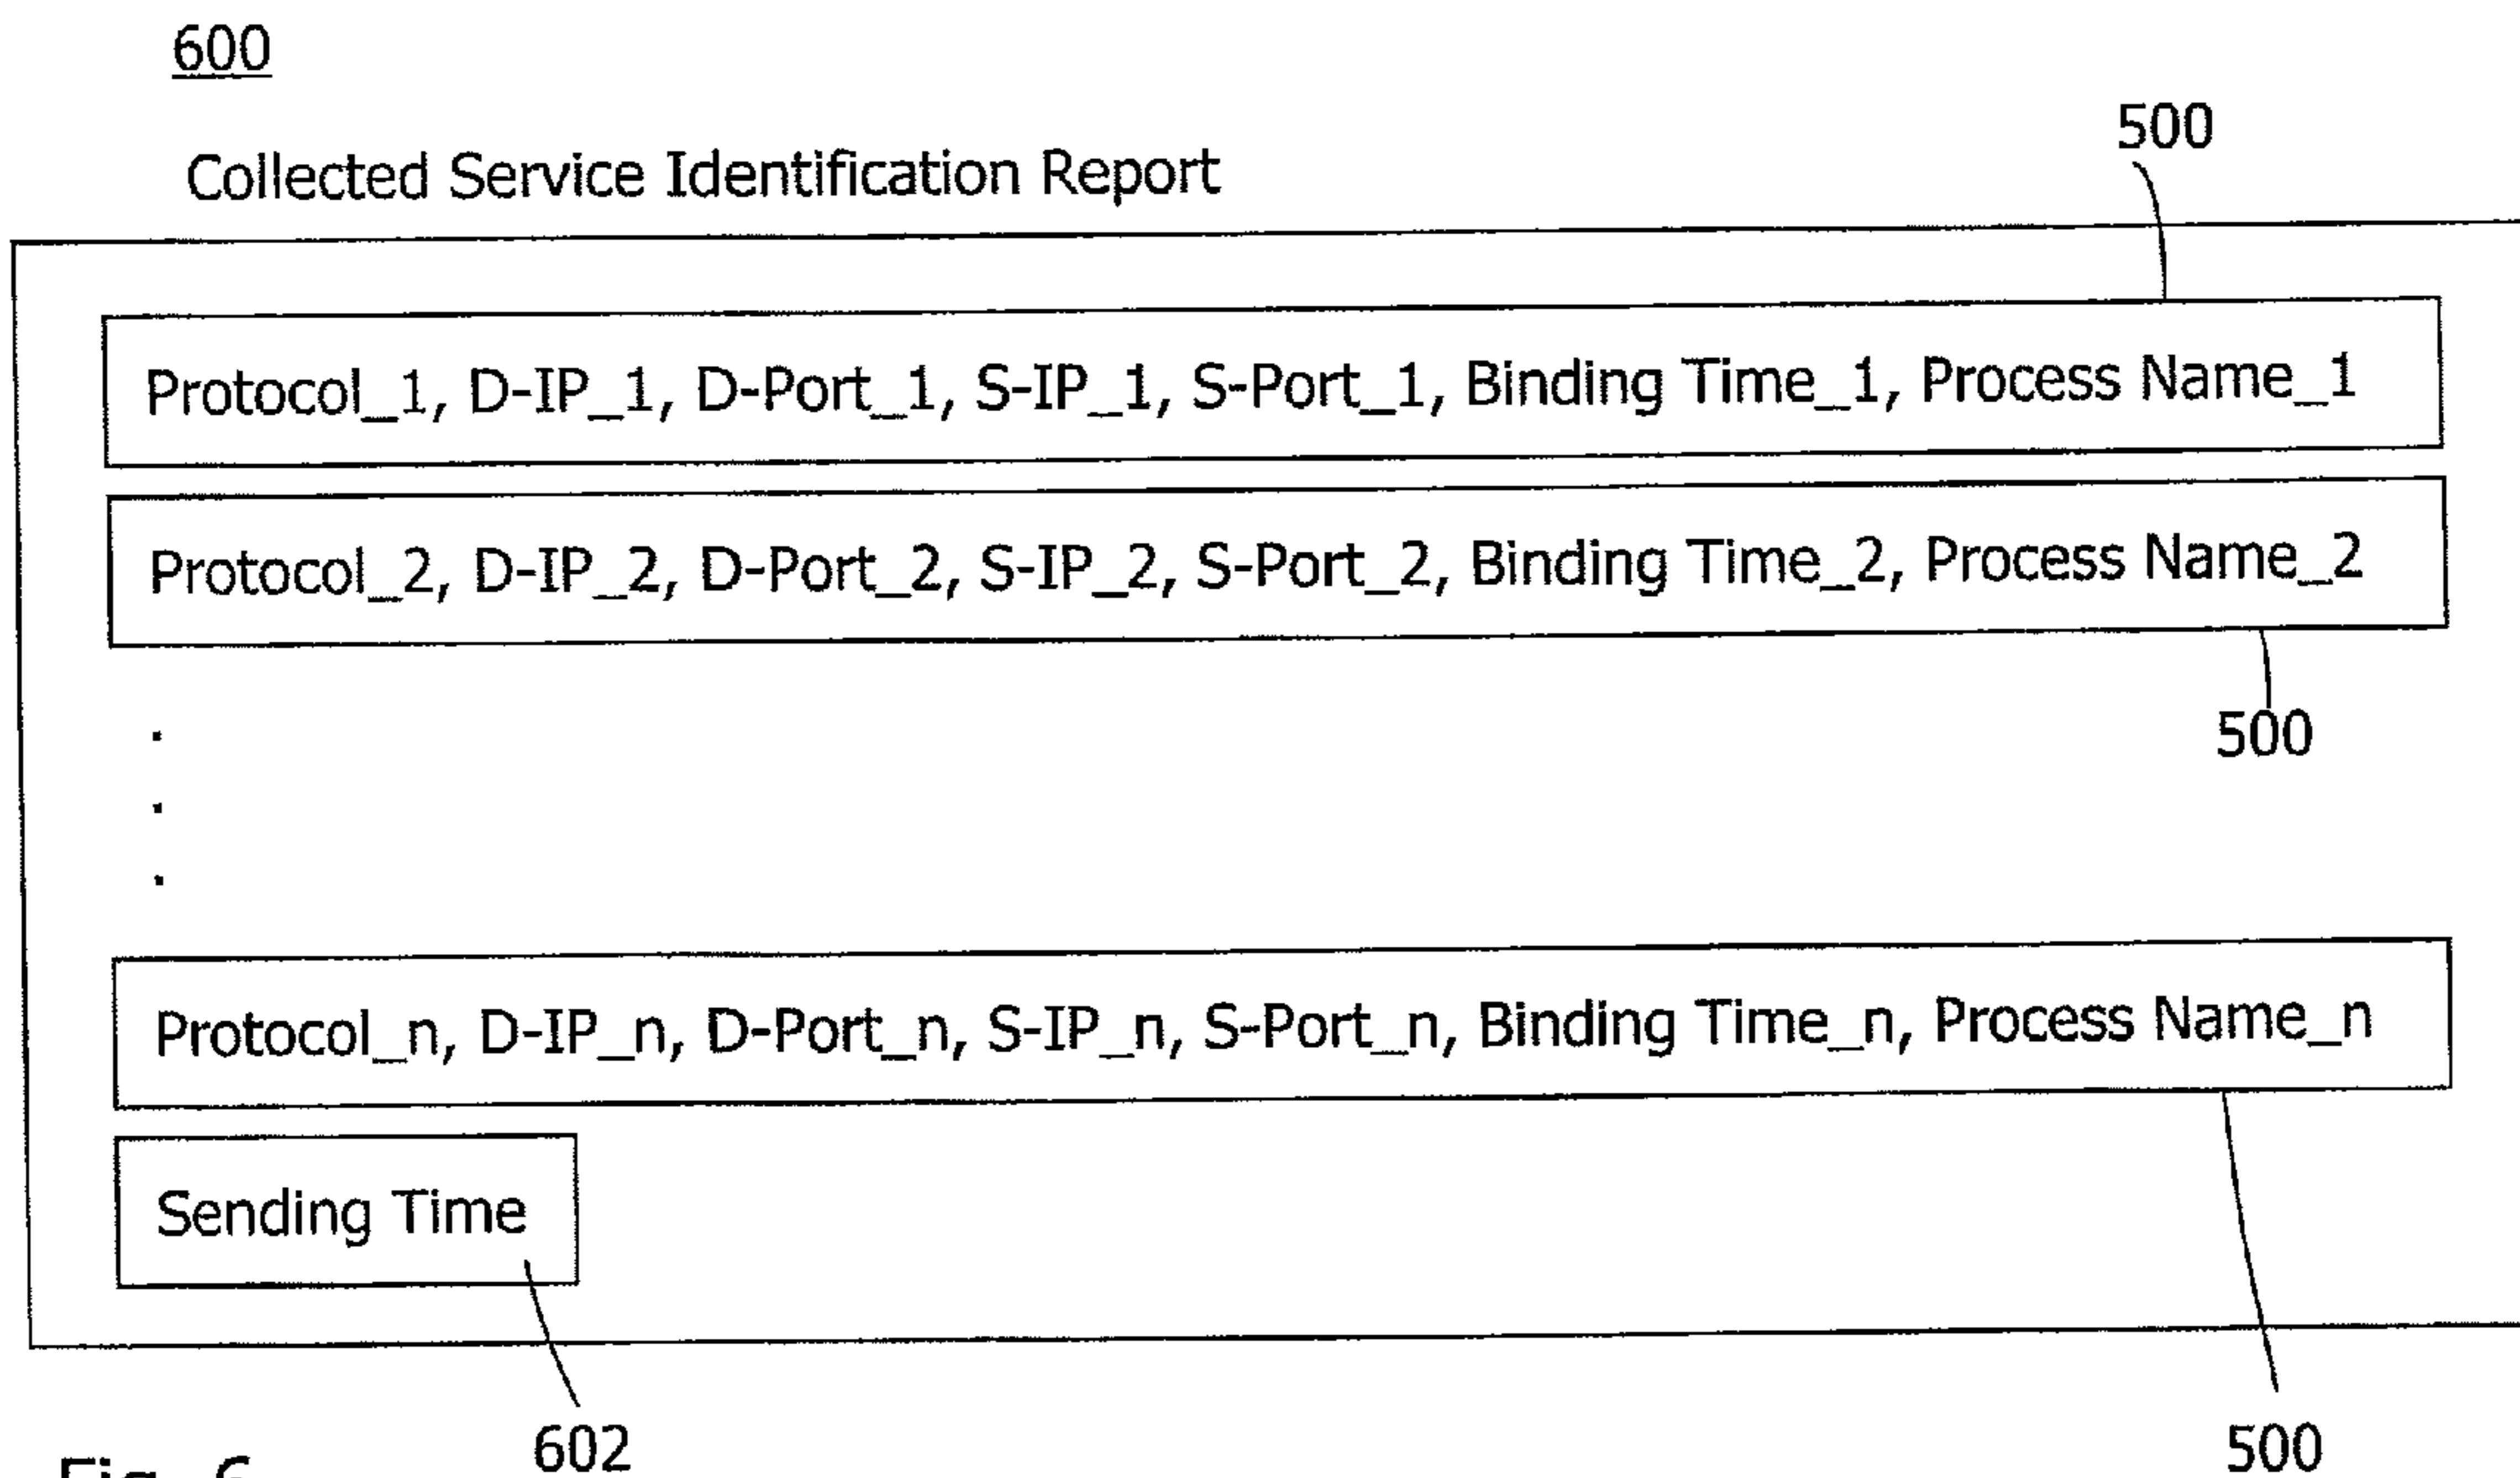 600
500
Collected Service Identification Report
Protocol_1, D-IP_1, D-Port_1, S-IP_1, S-Port_1, Binding Time_1, Process Name_1
Protocol_2, D-IP_2, D-Port_2, S-IP_2, S-Port_2, Binding Time_2, Process Name_2
500
.
.
.
Protocol_n, D-IP_n, D-Port_n, S-IP_n, S-Port_n, Binding Time_n, Process Name_n
Sending Time
602
500
Fig. 6